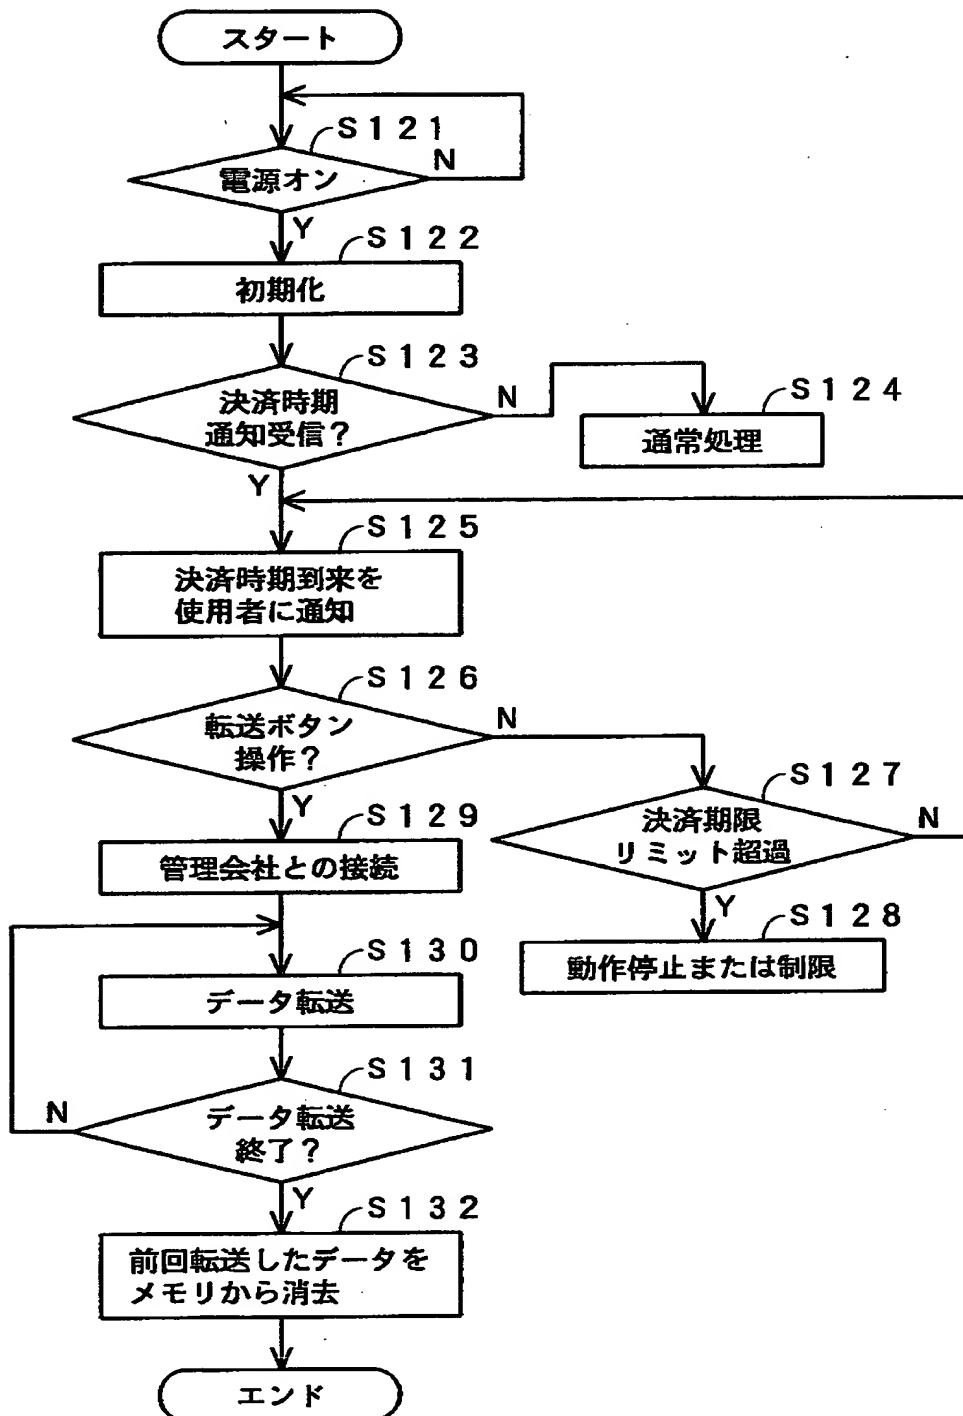 スタート
S121
電源オン
N
Y
S122
初期化
S123
決済時期
通知受信？
N
Y
S124
通常処理
S125
決済時期到来を
使用者に通知
S126
転送ボタン
操作？
N
Y
S127
決済期限
リミット超過
N
Y
S128
動作停止または制限
S129
管理会社との接続
S130
データ転送
S131
データ転送
終了？
N
Y
S132
前回転送したデータを
メモリから消去
エンド